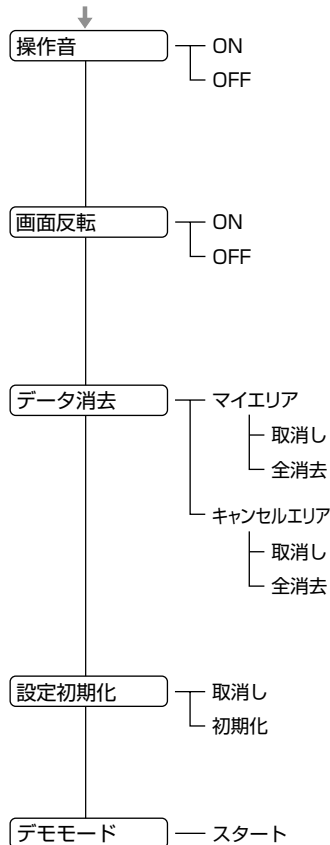 操作音
ON
OFF
画面反転
ON
OFF
データ消去
マイエリア
取消し
全消去
キャンセルエリア
取消し
全消去
設定初期化
取消し
初期化
デモモード
スタート